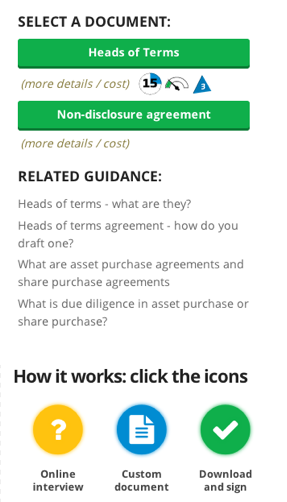 SELECT A DOCUMENT:
Heads of Terms
(more details / cost) 15 3
Non-disclosure agreement
(more details / cost)
RELATED GUIDANCE:
Heads of terms - what are they?
Heads of terms agreement - how do you
draft one?
What are asset purchase agreements and
share purchase agreements
What is due diligence in asset purchase or
share purchase?
How it works: click the icons
?
Online Custom Download
interview document and sign